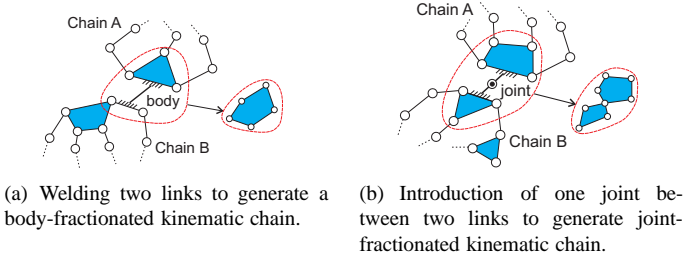 Chain A
body
Chain B
Chain A
joint
Chain B
(a) Welding two links to generate a
body-fractionated kinematic chain.
(b) Introduction of one joint be-
tween two links to generate joint-
fractionated kinematic chain.